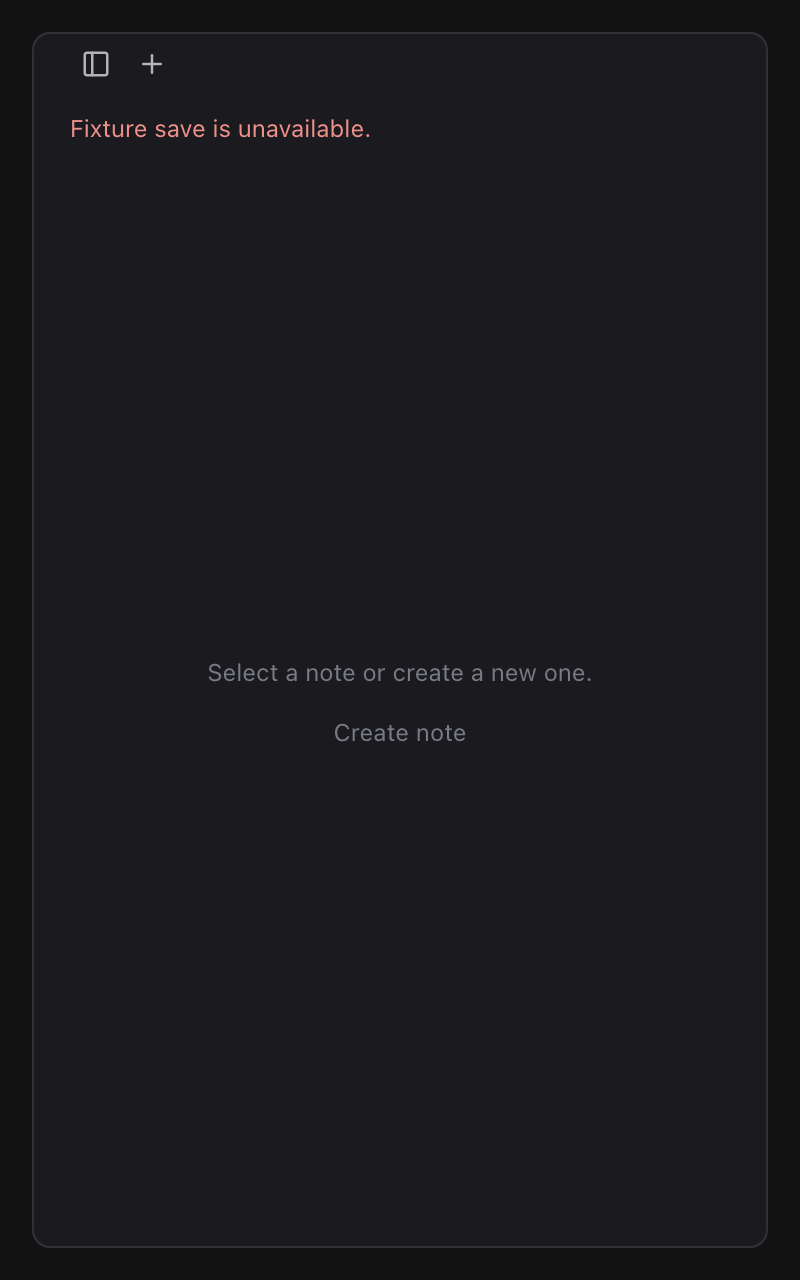 Fixture save is unavailable.
Select a note or create a new one.
Create note